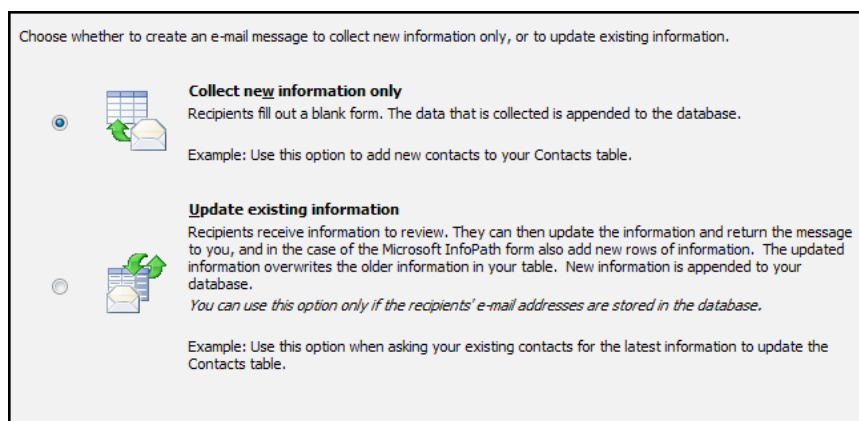 Choose whether to create an e-mail message to collect new information only, or to update existing information.
Collect new information only
Recipients fill out a blank form. The data that is collected is appended to the database.
Example: Use this option to add new contacts to your Contacts table.
Update existing information
Recipients receive information to review. They can then update the information and return the message
to you, and in the case of the Microsoft InfoPath form also add new rows of information. The updated
information overwrites the older information in your table. New information is appended to your
database.
You can use this option only if the recipients' e-mail addresses are stored in the database.
Example: Use this option when asking your existing contacts for the latest information to update the
Contacts table.